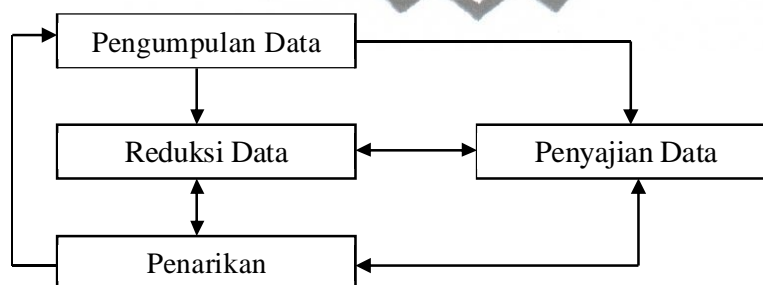 Pengumpulan Data
Reduksi Data
Penyajian Data
Penarikan